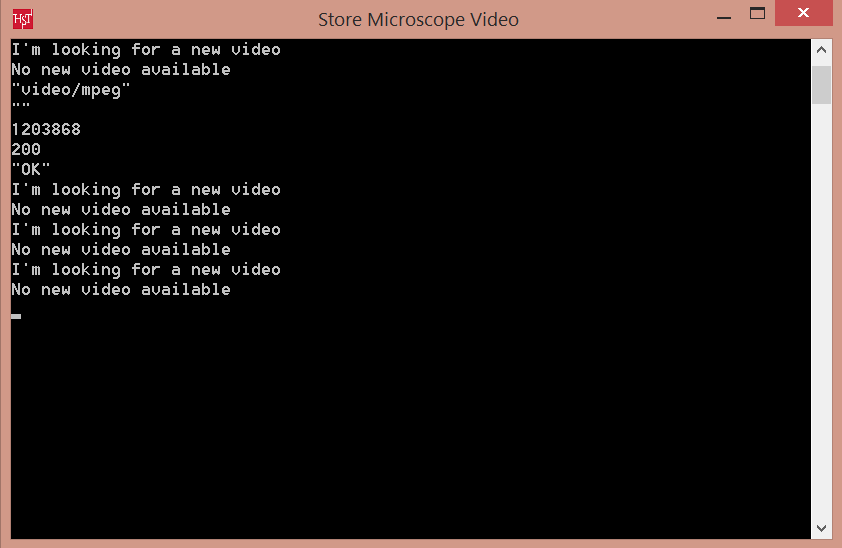 Store Microscope Video
I'm looking for a new video
No new video available
"video/mpeg"
""
1203868
200
"OK"
I'm looking for a new video
No new video available
I'm looking for a new video
No new video available
I'm looking for a new video
No new video available